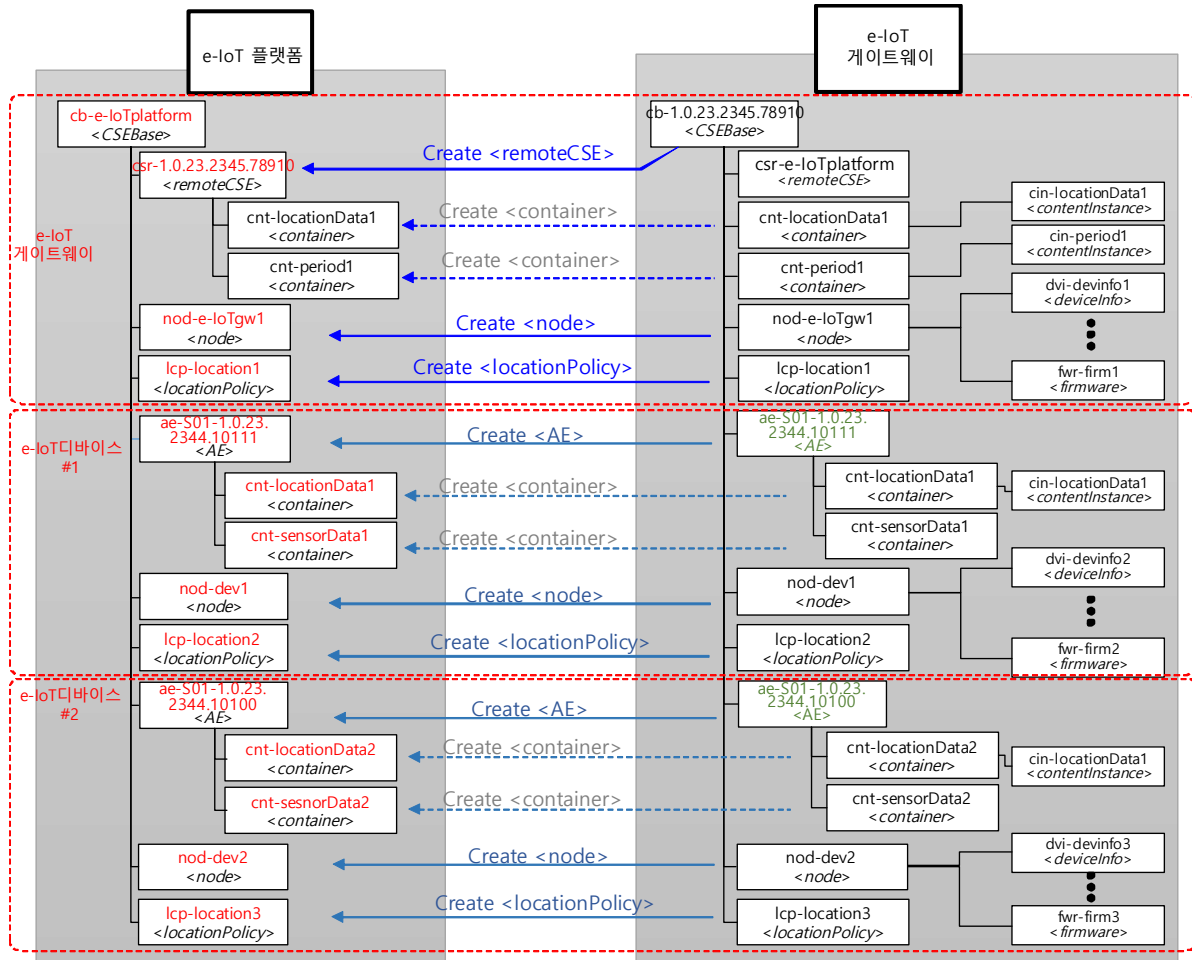 e-IoT 플랫폼
e-IoT
게이트웨이
cb-e-IoTplatform
<CSEBase>
cb-1.0.23.2345.78910
<CSEBase>
csr-1.0.23.2345.78910
<remoteCSE>
Create <remoteCSE>
csr-e-IoTplatform
<remoteCSE>
e-IoT
게이트웨이
cnt-locationData1
<container>
Create <container>
cnt-locationData1
<container>
cin-locationData1
<contentInstance>
cnt-period1
<container>
Create <container>
cnt-period1
<container>
cin-period1
<contentInstance>
nod-e-IoTgw1
<node>
Create <node>
nod-e-IoTgw1
<node>
dvi-devinfo1
<deviceInfo>
lcp-location1
<locationPolicy>
Create <locationPolicy>
lcp-location1
<locationPolicy>
fwr-firm1
<firmware>
e-IoT디바이스
#1
ae-S01-1.0.23.
2344.10111
<AE>
Create <AE>
ae-S01-1.0.23.
2344.10111
<AE>
cnt-locationData1
<container>
Create <container>
cnt-locationData1
<container>
cin-locationData1
<contentInstance>
cnt-sensorData1
<container>
Create <container>
cnt-sensorData1
<container>
nod-dev1
<node>
Create <node>
nod-dev1
<node>
dvi-devinfo2
<deviceInfo>
lcp-location2
<locationPolicy>
Create <locationPolicy>
lcp-location2
<locationPolicy>
fwr-firm2
<firmware>
e-IoT디바이스
#2
ae-S01-1.0.23.
2344.10100
<AE>
Create <AE>
ae-S01-1.0.23.
2344.10100
<AE>
cnt-locationData2
<container>
Create <container>
cnt-locationData2
<container>
cin-locationData1
<contentInstance>
cnt-sesnorData2
<container>
Create <container>
cnt-sensorData2
<container>
nod-dev2
<node>
Create <node>
nod-dev2
<node>
dvi-devinfo3
<deviceInfo>
lcp-location3
<locationPolicy>
Create <locationPolicy>
lcp-location3
<locationPolicy>
fwr-firm3
<firmware>